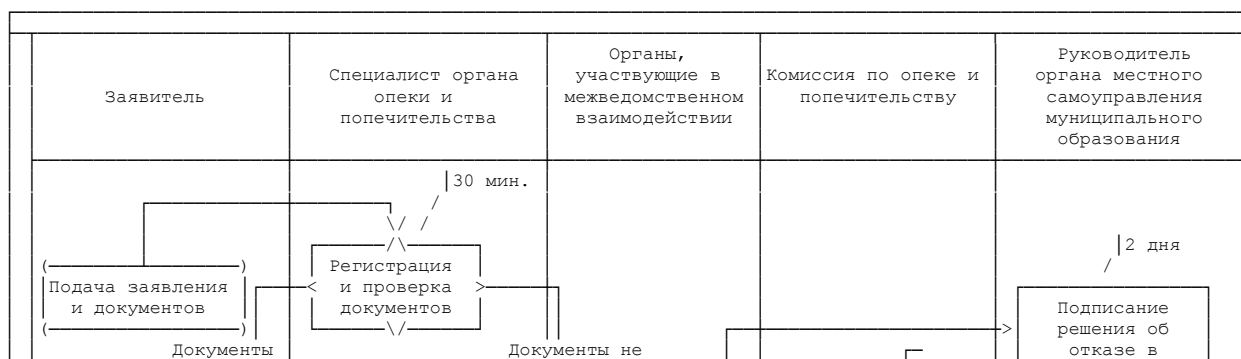 Заявитель
Специалист органа
опеки и
попечительства
Органы,
участвующие в
межведомственном
взаимодействии
Комиссия по опеке и
попечительству
Руководитель
органа местного
самоуправления
муниципального
образования
30 мин.
2 дня
Подача заявления
и документов
Регистрация
и проверка
документов
Подписание
решения об
отказе в
Документы
Документы не